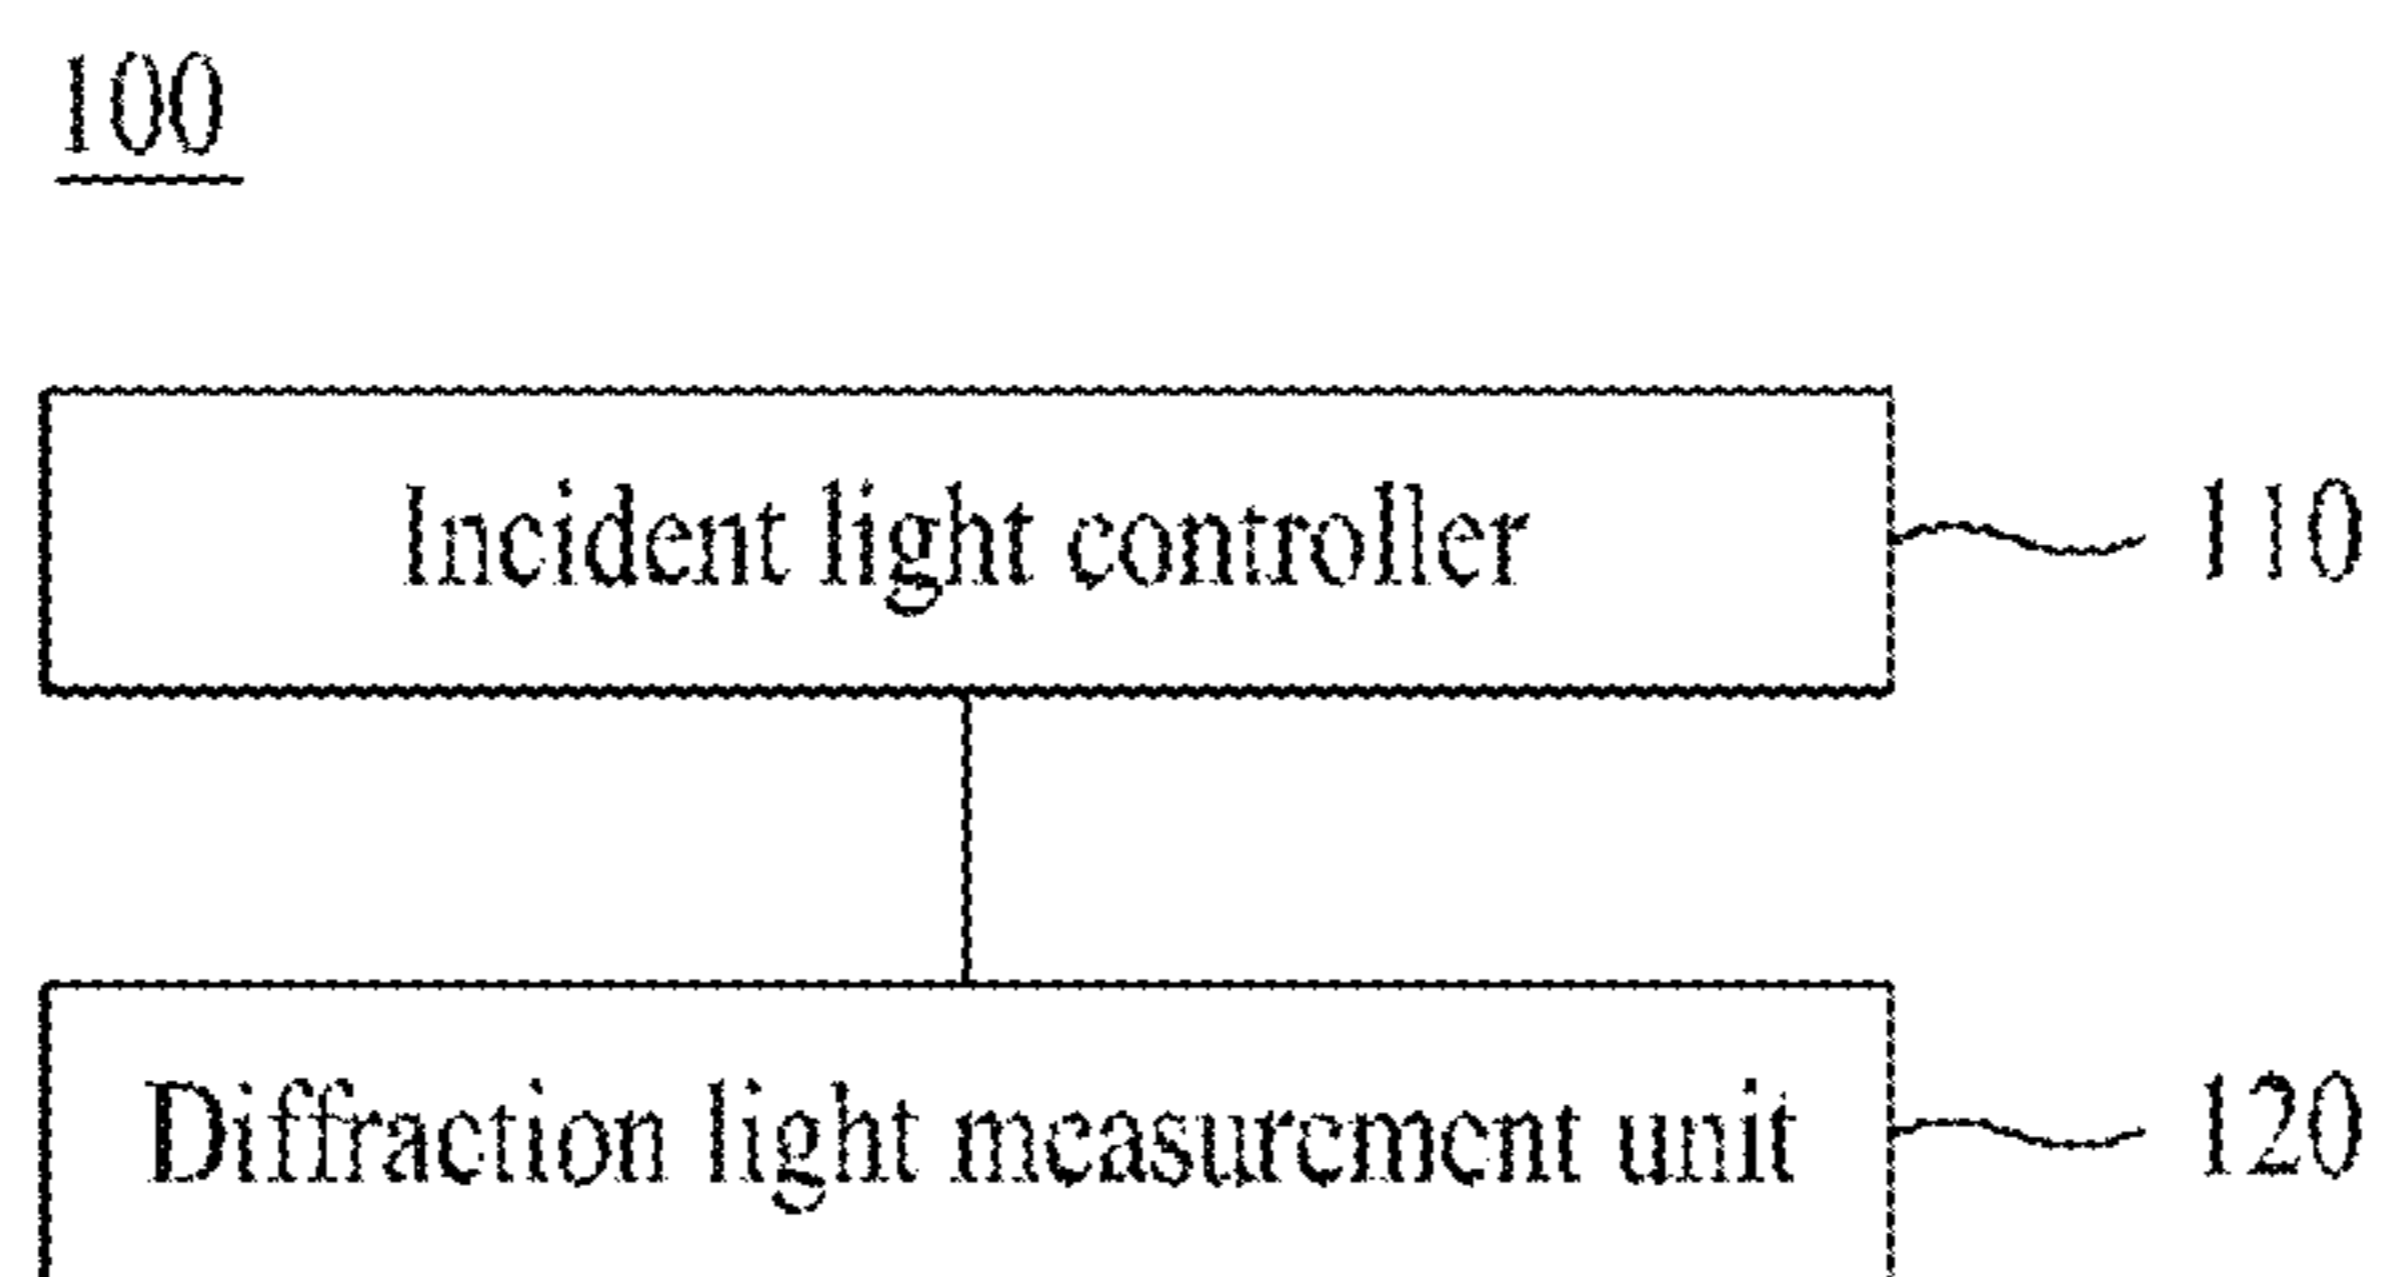 100
Incident light controller
110
Diffraction light measurement unit
120